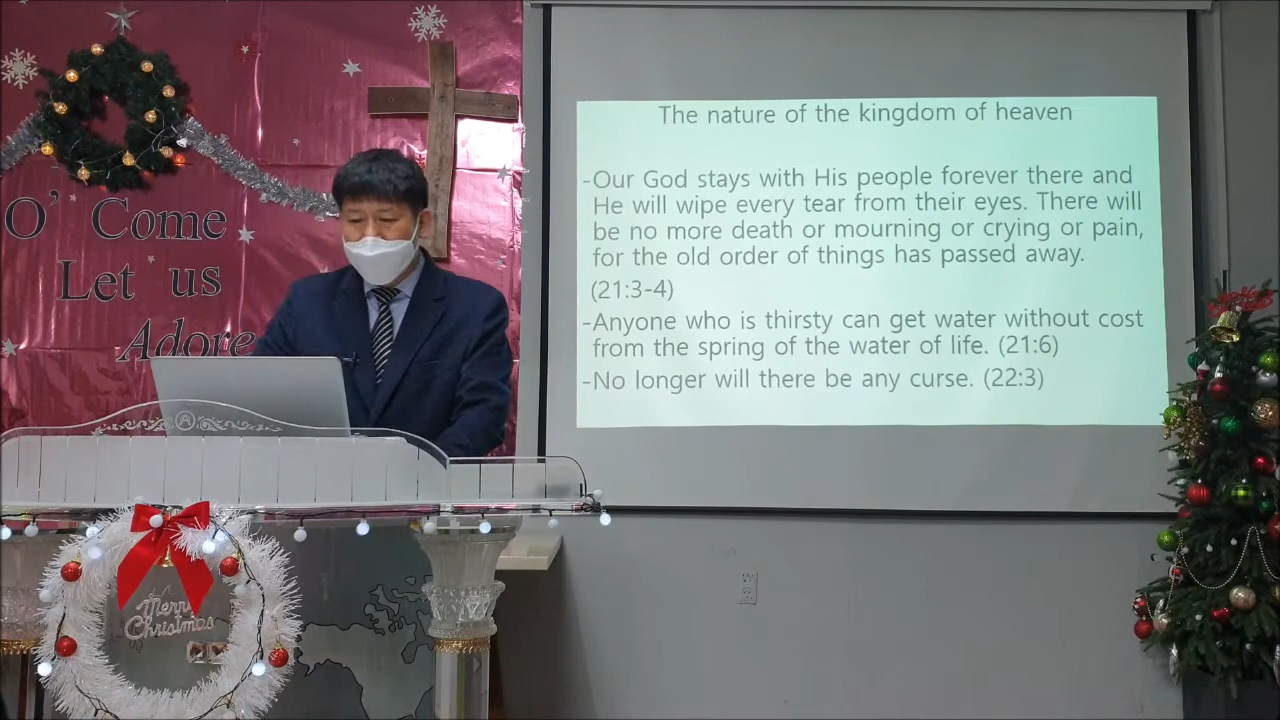 O' Come
Let us
Adore
The nature of the kingdom of heaven
-Our God stays with His people forever there and
He will wipe every tear from their eyes. There will
be no more death or mourning or crying or pain,
for the old order of things has passed away.
(21:3-4)
-Anyone who is thirsty can get water without cost
from the spring of the water of life. (21:6)
-No longer will there be any curse. (22:3)
Merry
Christmas